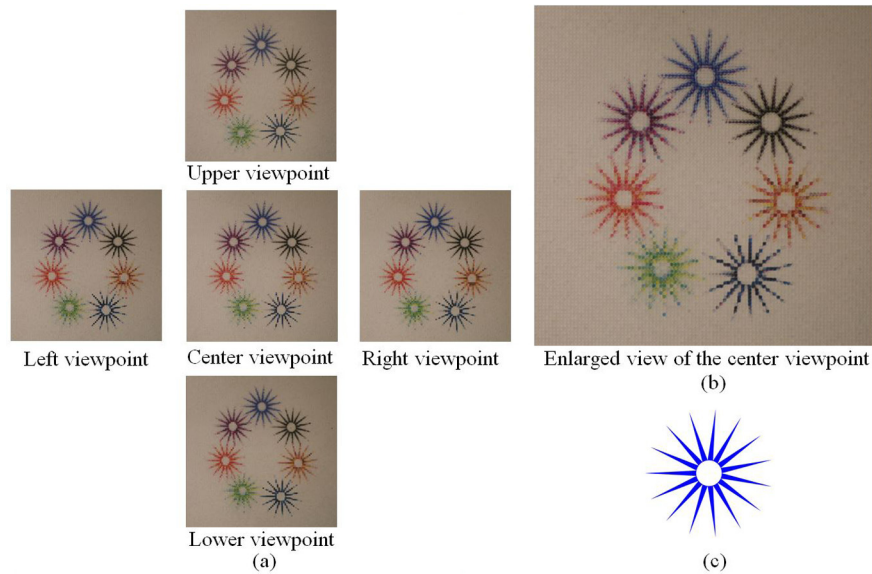 Upper viewpoint
Left viewpoint
Center viewpoint
Right viewpoint
Lower viewpoint
(a)
Enlarged view of the center viewpoint
(b)
(c)